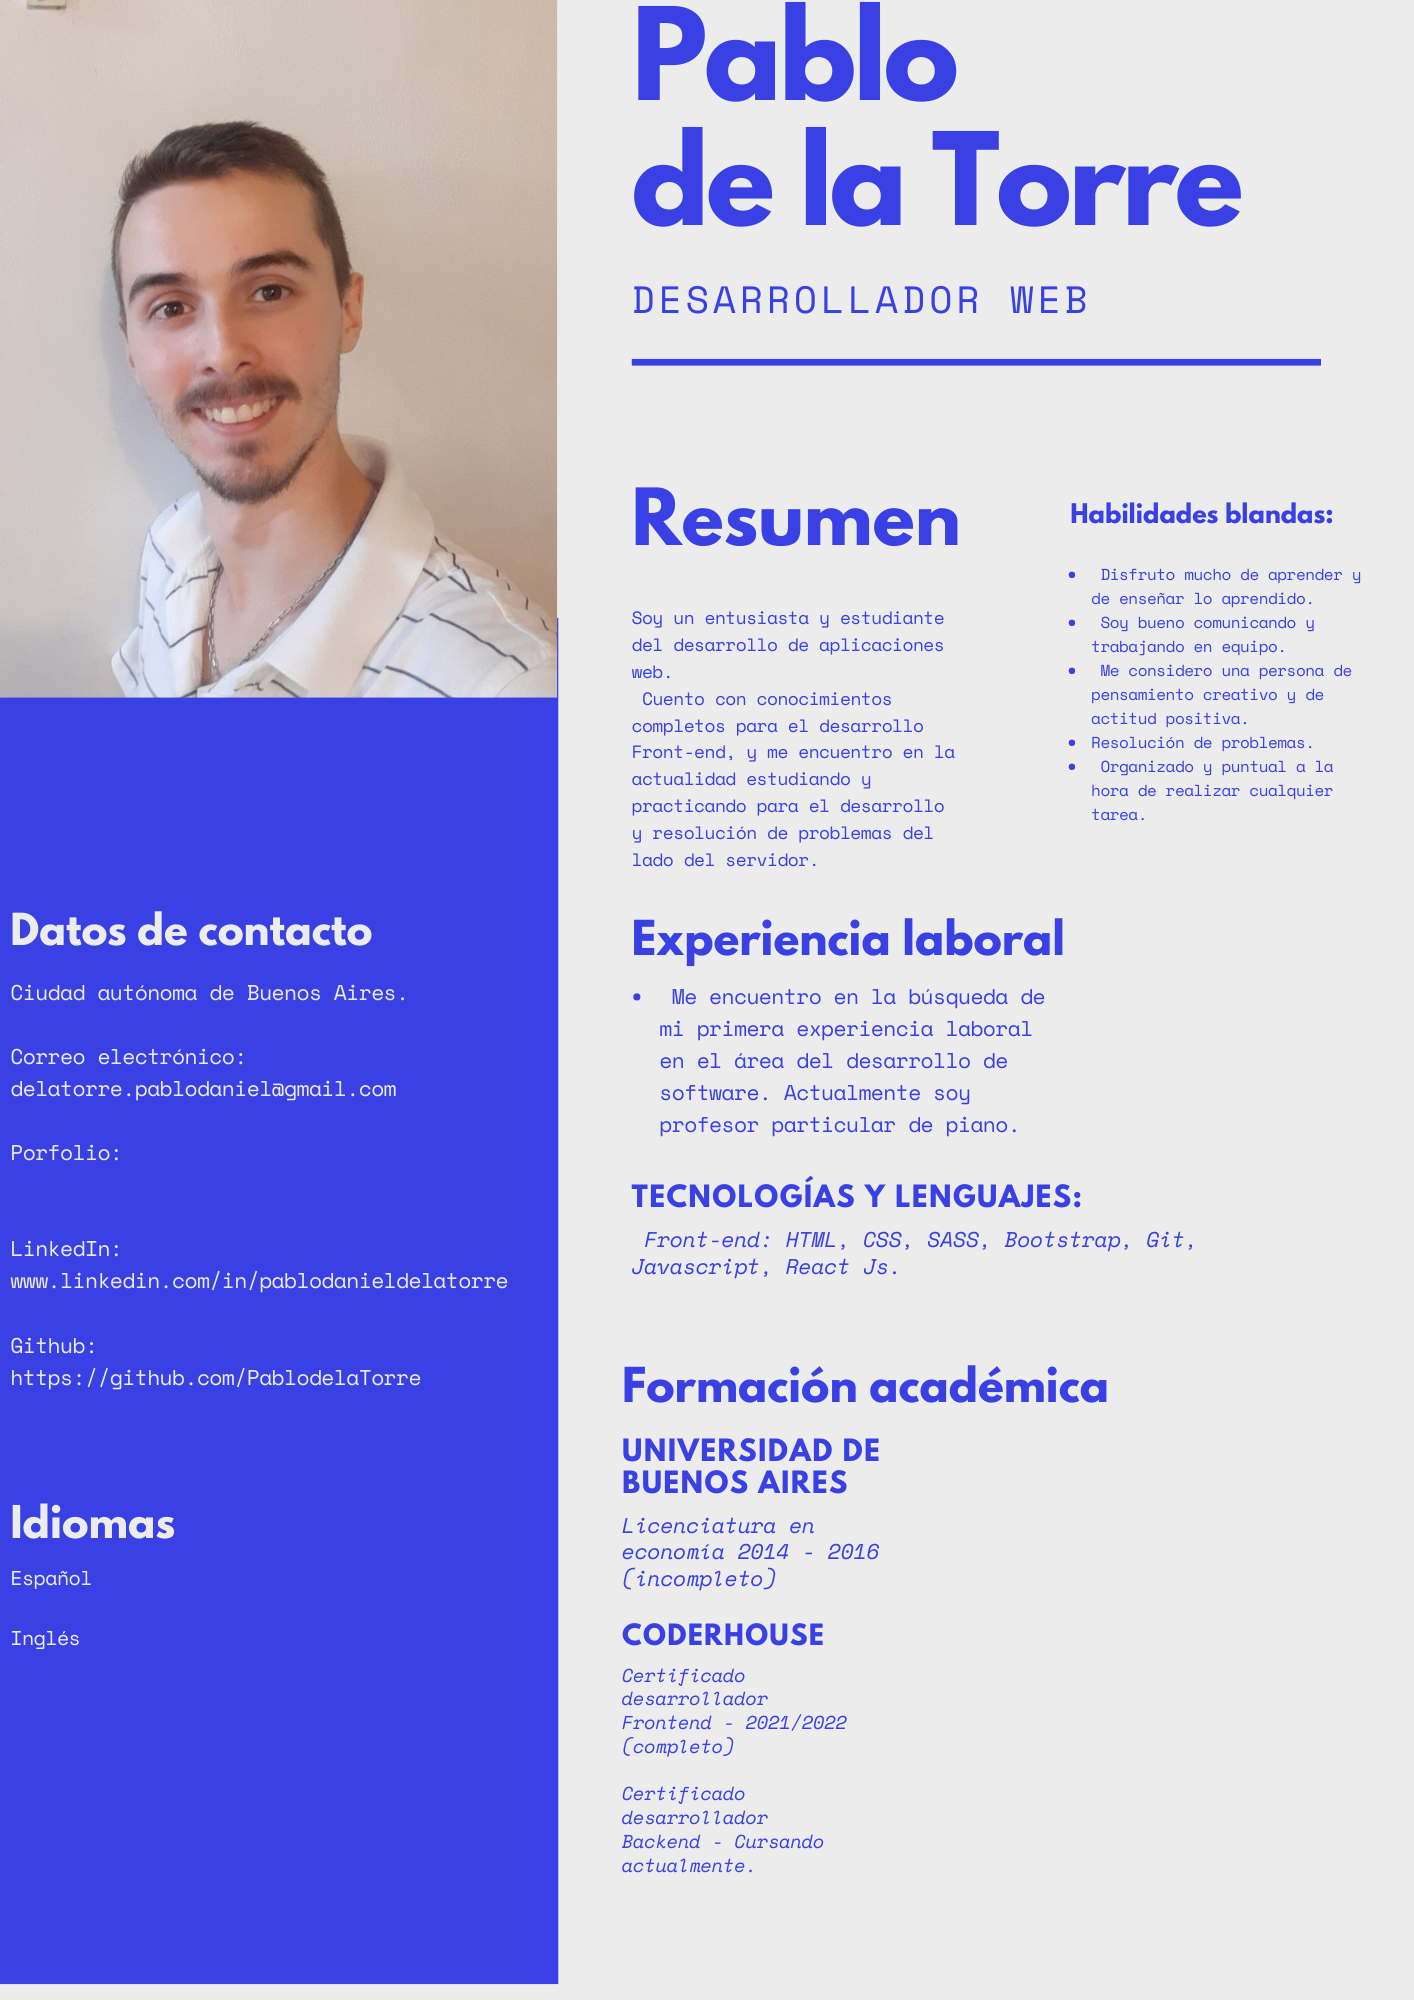 Pablo
de la Torre
DESARROLLADOR WEB
Resumen
Soy un entusiasta y estudiante
del desarrollo de aplicaciones
web.
Cuento con conocimientos
completos para el desarrollo
Front-end, y me encuentro en la
actualidad estudiando y
practicando para el desarrollo
y resolución de problemas del
lado del servidor.
Habilidades blandas:
• Disfruto mucho de aprender y
de enseñar lo aprendido.
• Soy bueno comunicando y
trabajando en equipo.
• Me considero una persona de
pensamiento creativo y de
actitud positiva.
• Resolución de problemas.
• Organizado y puntual a la
hora de realizar cualquier
tarea.
Experiencia laboral
• Me encuentro en la búsqueda de
mi primera experiencia laboral
en el área del desarrollo de
software. Actualmente soy
profesor particular de piano.
TECNOLOGÍAS Y LENGUAJES:
Front-end: HTML, CSS, SASS, Bootstrap, Git,
Javascript, React Js.
Formación académica
UNIVERSIDAD DE
BUENOS AIRES
Licenciatura en
economía 2014 - 2016
(incompleto)
CODERHOUSE
Certificado
desarrollador
Frontend - 2021/2022
(completo)
Certificado
desarrollador
Backend - Cursando
actualmente.
Datos de contacto
Ciudad autónoma de Buenos Aires.
Correo electrónico:
delatorre.pablodaniel@gmail.com
Porfolio:
LinkedIn:
www.linkedin.com/in/pablodanieldelatorre
Github:
https://github.com/PablodelaTorre
Idiomas
Español
Inglés